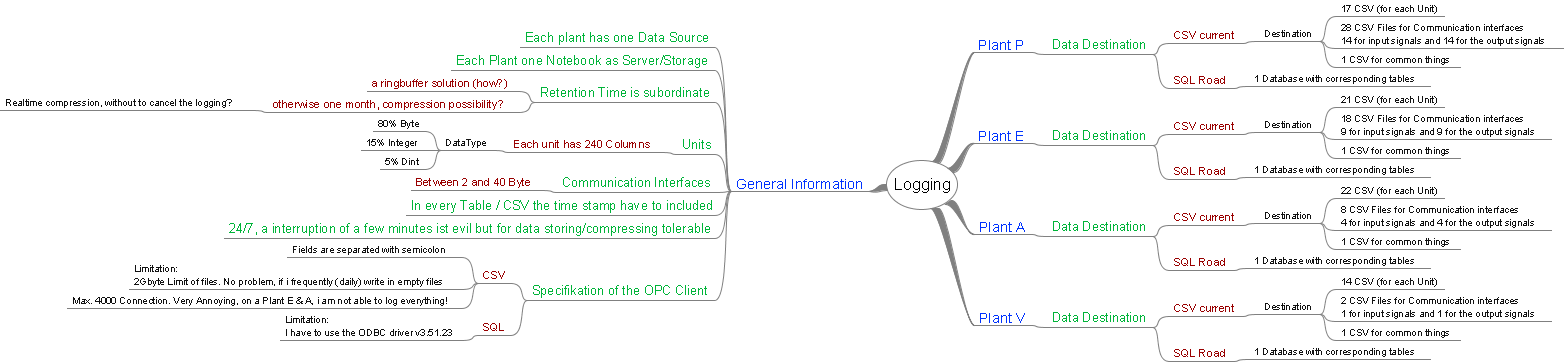 Logging
General Information
Each plant has one Data Source
Each Plant one Notebook as Server/Storage
Retention Time is subordinate
a ringbuffer solution (how?)
otherwise one month, compression possibility?
Realtime compression, without to cancel the logging?
Units
Each unit has 240 Columns
DataType
80% Byte
15% Integer
5% Dint
Communication Interfaces
Between 2 and 40 Byte
In every Table / CSV the time stamp have to included
24/7, a interruption of a few minutes ist evil but for data storing/compressing tolerable
Specifikation of the OPC Client
CSV
Fields are separated with semicolon
Limitation:
2Gbyte Limit of files. No problem, if i frequently (daily) write in empty files
Max. 4000 Connection. Very Annoying, on a Plant E & A, i am not able to log everything!
SQL
Limitation:
I have to use the ODBC driver v3.51.23
Plant P
Data Destination
CSV current
Destination
17 CSV (for each Unit)
28 CSV Files for Communication interfaces
14 for input signals and 14 for the output signals
1 CSV for common things
SQL Road
1 Database with corresponding tables
Plant E
Data Destination
CSV current
Destination
21 CSV (for each Unit)
18 CSV Files for Communication interfaces
9 for input signals and 9 for the output signals
1 CSV for common things
SQL Road
1 Database with corresponding tables
Plant A
Data Destination
CSV current
Destination
22 CSV (for each Unit)
8 CSV Files for Communication interfaces
4 for input signals and 4 for the output signals
1 CSV for common things
SQL Road
1 Database with corresponding tables
Plant V
Data Destination
CSV current
Destination
14 CSV (for each Unit)
2 CSV Files for Communication interfaces
1 for input signals and 1 for the output signals
1 CSV for common things
SQL Road
1 Database with corresponding tables